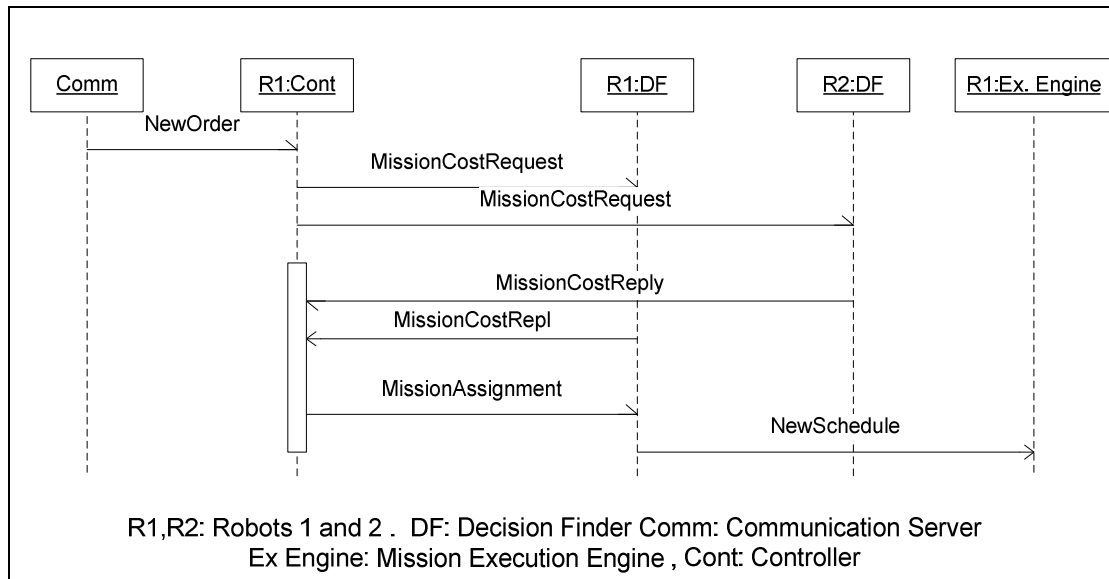 Comm R1:Cont R1:DF R2:DF R1:Ex. Engine
NewOrder
MissionCostRequest
MissionCostRequest
MissionCostReply
MissionCostRepl
MissionAssignment
NewSchedule
R1,R2: Robots 1 and 2 . DF: Decision Finder Comm: Communication Server
Ex Engine: Mission Execution Engine , Cont: Controller